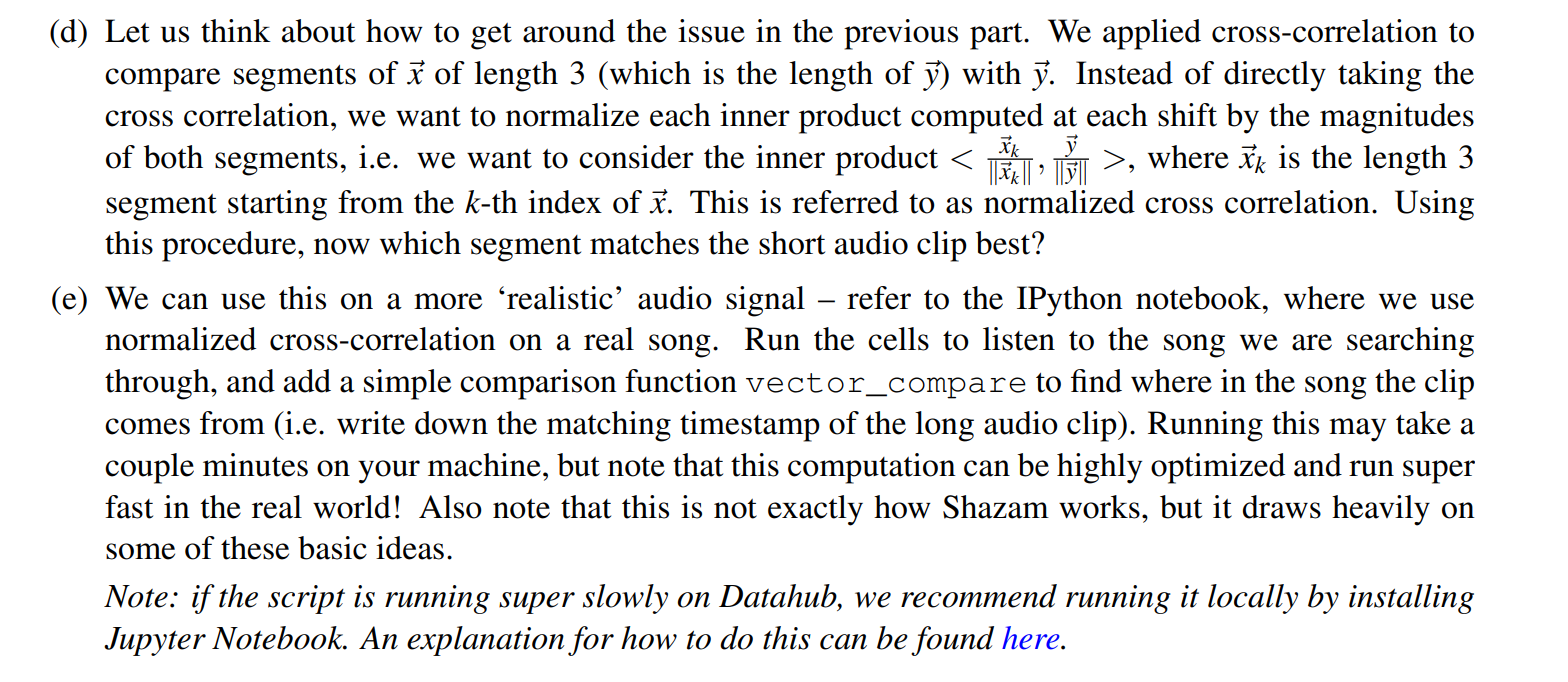 (d) Let us think about how to get around the issue in the previous part. We applied cross-correlation to
compare segments of $\vec{x}$ of length 3 (which is the length of $\vec{y}$) with $\vec{y}$. Instead of directly taking the
cross correlation, we want to normalize each inner product computed at each shift by the magnitudes
of both segments, i.e. we want to consider the inner product $< \frac{\vec{x}_k}{\|\vec{x}_k\|}, \frac{\vec{y}}{\|\vec{y}\|} >$, where $\vec{x}_k$ is the length 3
segment starting from the $k$-th index of $\vec{x}$. This is referred to as normalized cross correlation. Using
this procedure, now which segment matches the short audio clip best?
(e) We can use this on a more ‘realistic’ audio signal – refer to the IPython notebook, where we use
normalized cross-correlation on a real song. Run the cells to listen to the song we are searching
through, and add a simple comparison function vector_compare to find where in the song the clip
comes from (i.e. write down the matching timestamp of the long audio clip). Running this may take a
couple minutes on your machine, but note that this computation can be highly optimized and run super
fast in the real world! Also note that this is not exactly how Shazam works, but it draws heavily on
some of these basic ideas.
Note: if the script is running super slowly on Datahub, we recommend running it locally by installing
Jupyter Notebook. An explanation for how to do this can be found here.